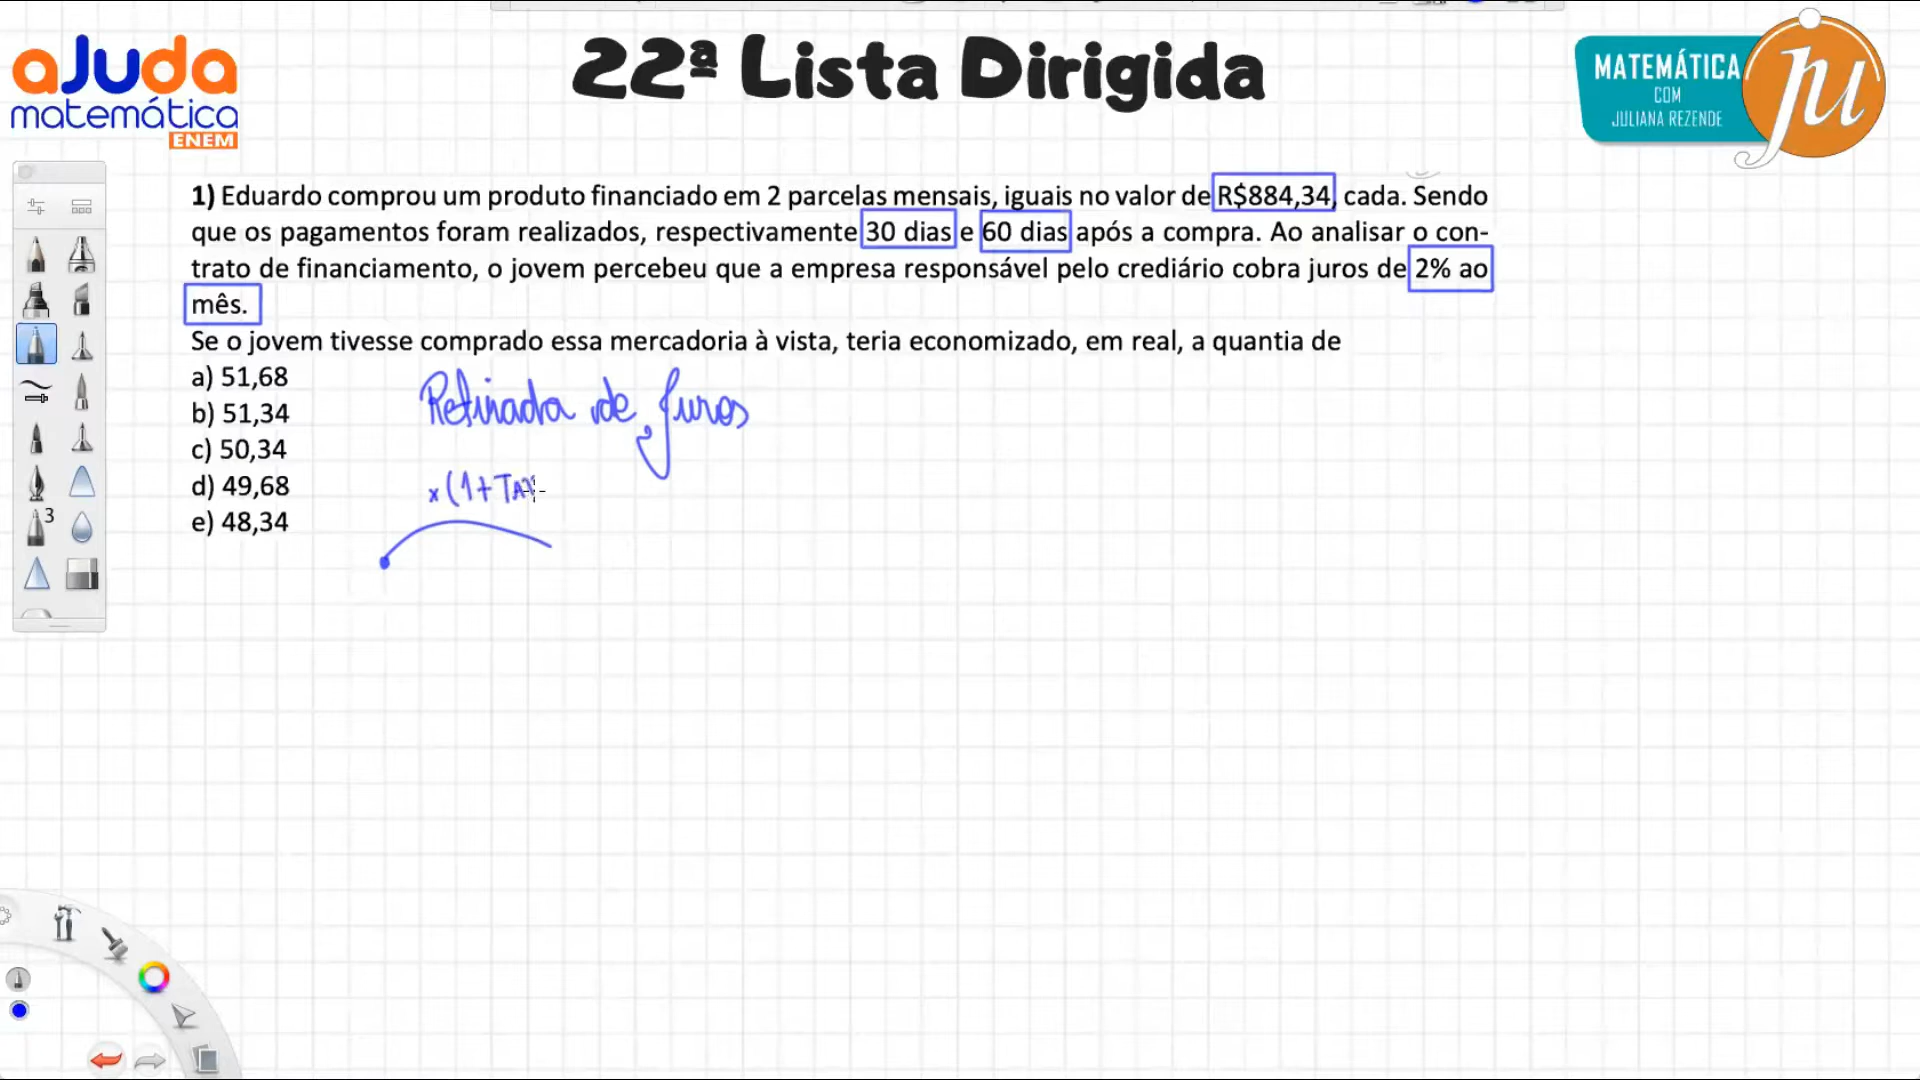 aJuda
matemática
ENEM
22ª Lista Dirigida
MATEMÁTICA
COM
JULIANA REZENDE
ju
1) Eduardo comprou um produto financiado em 2 parcelas mensais, iguais no valor de R$884,34, cada. Sendo
que os pagamentos foram realizados, respectivamente 30 dias e 60 dias após a compra. Ao analisar o con-
trato de financiamento, o jovem percebeu que a empresa responsável pelo crediário cobra juros de 2% ao
mês.
Se o jovem tivesse comprado essa mercadoria à vista, teria economizado, em real, a quantia de
a) 51,68
b) 51,34
c) 50,34
d) 49,68
e) 48,34
Retirada de Juros
x(1+TAX
3